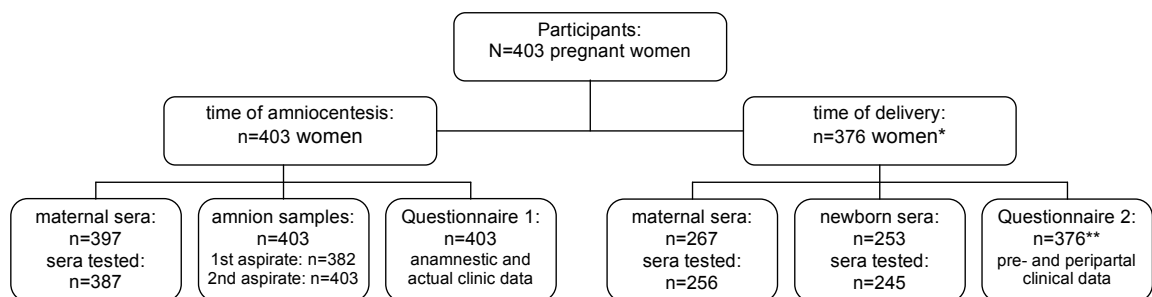 Participants:
N=403 pregnant women
time of amniocentesis:
n=403 women
time of delivery:
n=376 women*
maternal sera:
n=397
sera tested:
n=387
amnion samples:
n=403
1st aspirate: n=382
2nd aspirate: n=403
Questionnaire 1:
n=403
anamnestic and
actual clinic data
maternal sera:
n=267
sera tested:
n=256
newborn sera:
n=253
sera tested:
n=245
Questionnaire 2:
n=376**
pre- and peripartal
clinical data